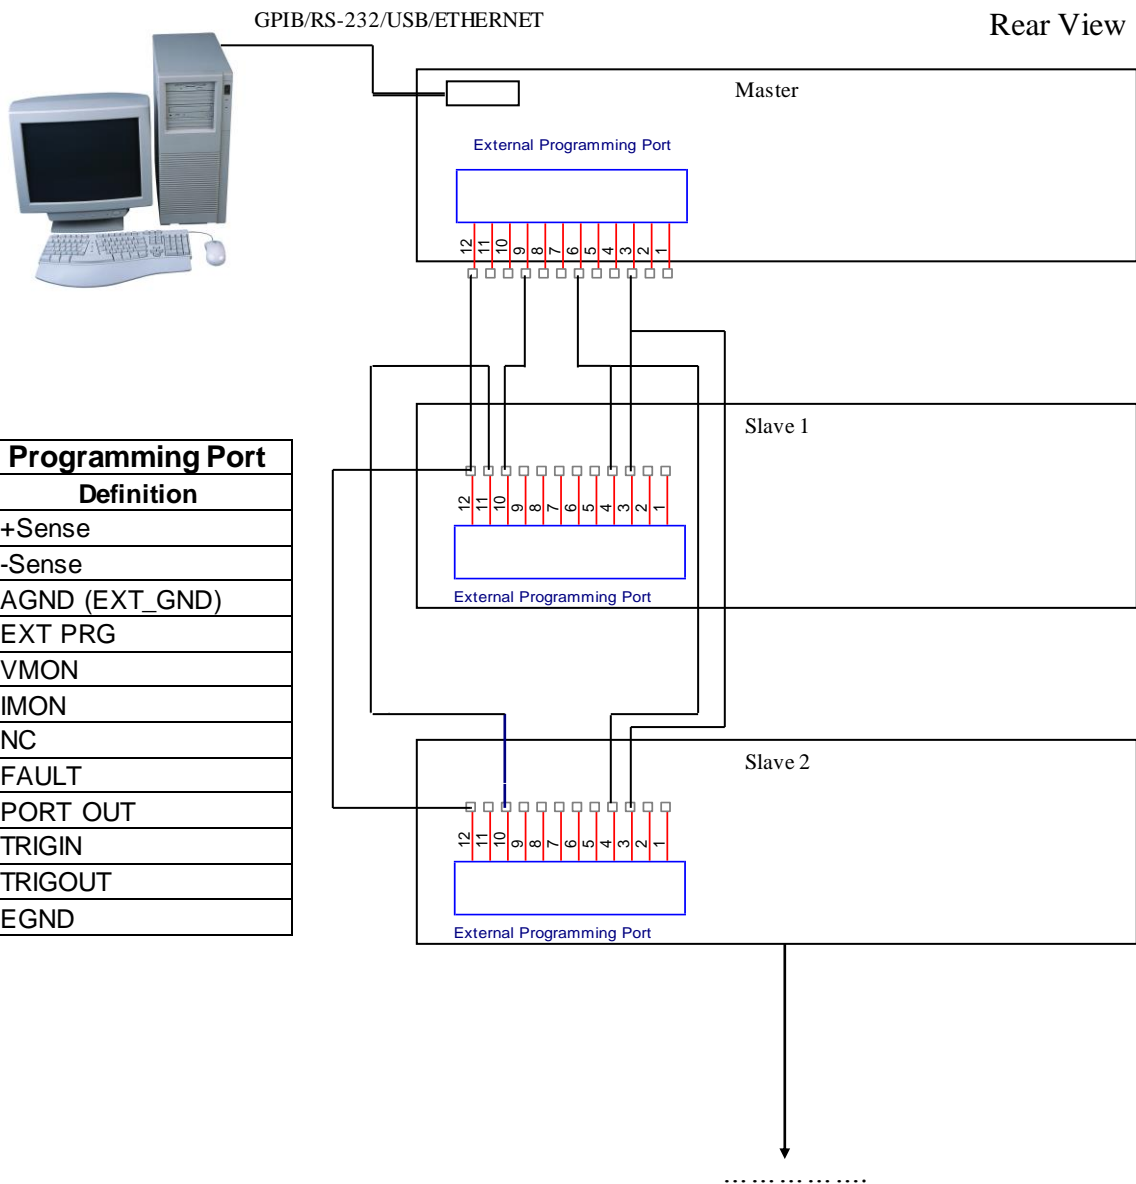 GPIB/RS-232/USB/ETHERNET
Rear View
Master
External Programming Port
12 11 10 9 8 7 6 5 4 3 2 1
Slave 1
12 11 10 9 8 7 6 5 4 3 2 1
External Programming Port
Programming Port
Definition
+Sense
-Sense
AGND (EXT_GND)
EXT PRG
VMON
IMON
NC
FAULT
PORT OUT
TRIGIN
TRIGOUT
EGND
Slave 2
12 11 10 9 8 7 6 5 4 3 2 1
External Programming Port
…………….